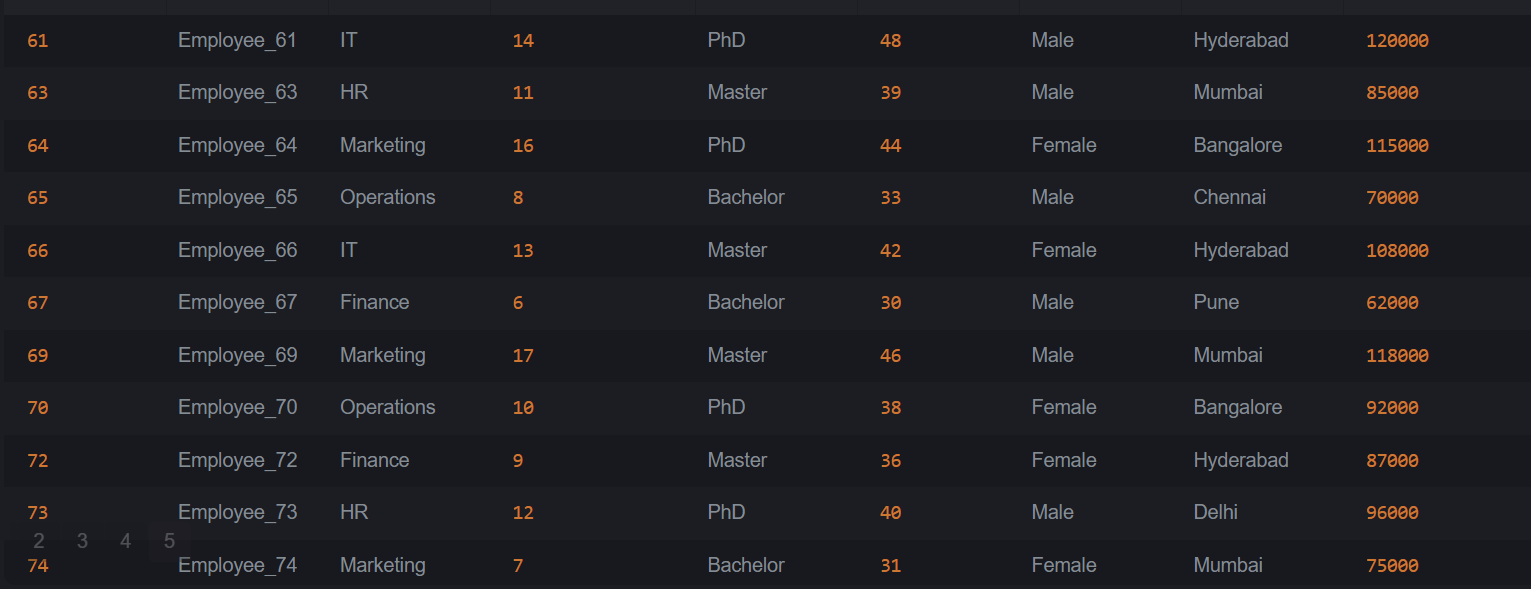 61 Employee_61 IT 14 PhD 48 Male Hyderabad 120000
63 Employee_63 HR 11 Master 39 Male Mumbai 85000
64 Employee_64 Marketing 16 PhD 44 Female Bangalore 115000
65 Employee_65 Operations 8 Bachelor 33 Male Chennai 70000
66 Employee_66 IT 13 Master 42 Female Hyderabad 108000
67 Employee_67 Finance 6 Bachelor 30 Male Pune 62000
69 Employee_69 Marketing 17 Master 46 Male Mumbai 118000
70 Employee_70 Operations 10 PhD 38 Female Bangalore 92000
72 Employee_72 Finance 9 Master 36 Female Hyderabad 87000
73 Employee_73 HR 12 PhD 40 Male Delhi 96000
2 3 4 5
74 Employee_74 Marketing 7 Bachelor 31 Female Mumbai 75000